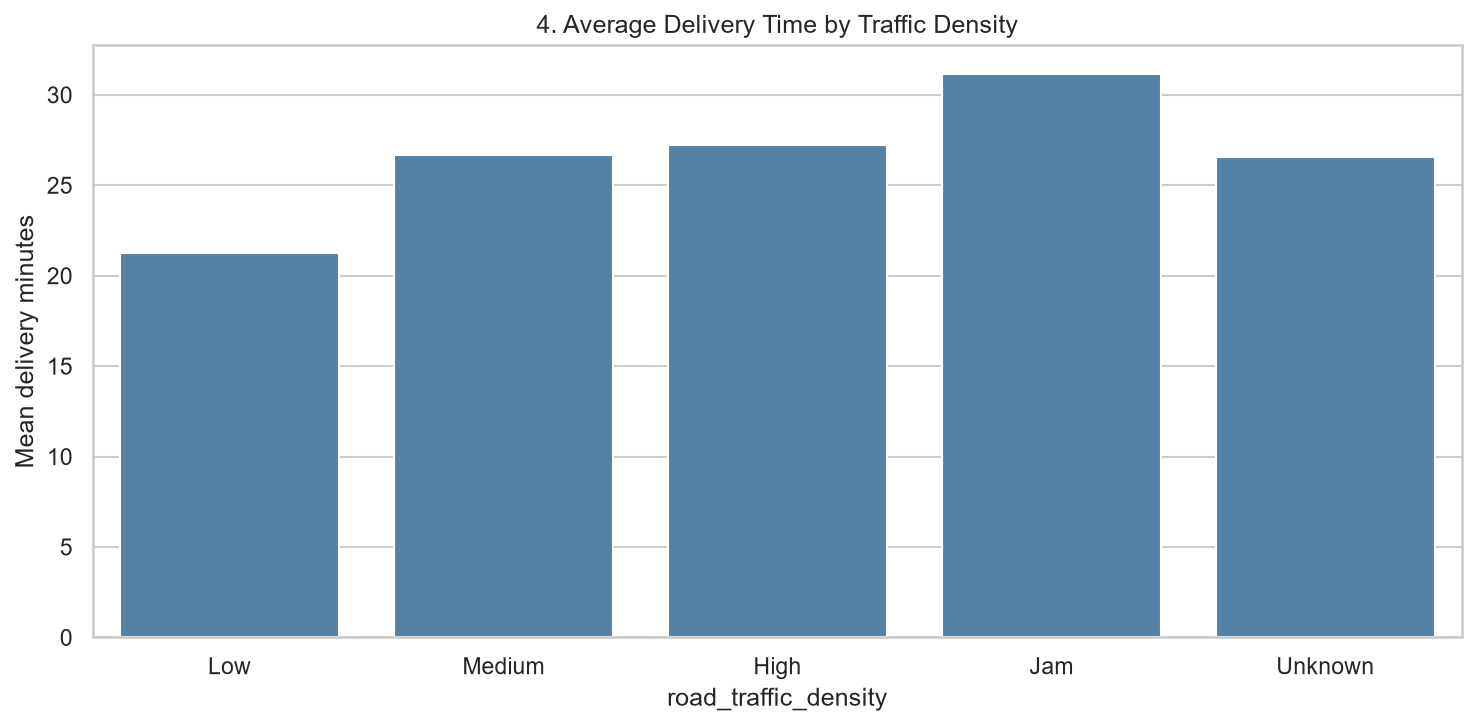 4. Average Delivery Time by Traffic Density
Mean delivery minutes
30
25
20
15
10
5
0
Low Medium High Jam Unknown
road_traffic_density